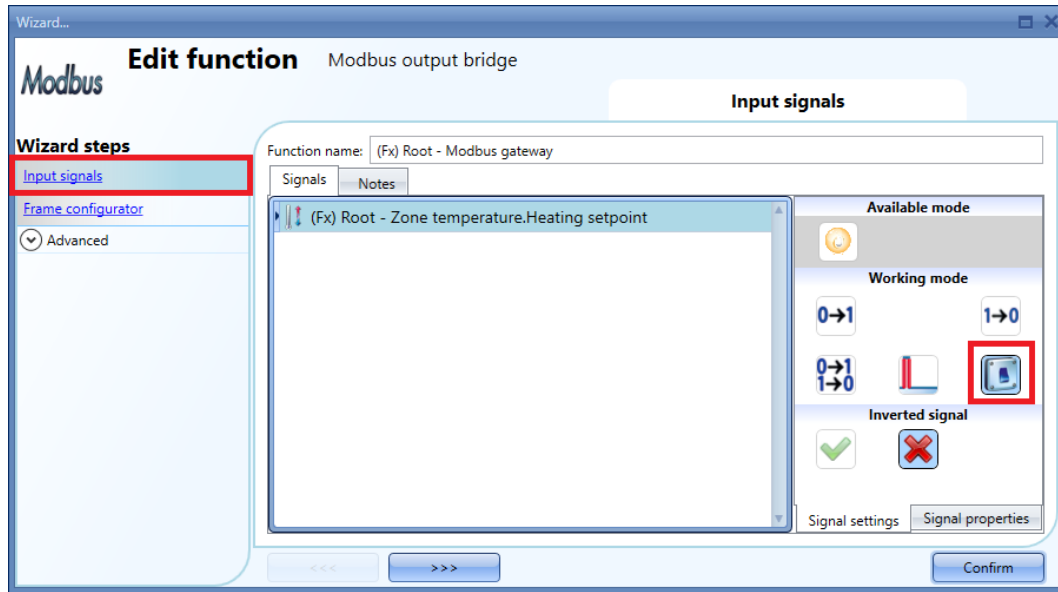 Wizard...
Modbus
Edit function
Modbus output bridge
Input signals
Wizard steps
Input signals
Frame configurator
Advanced
Function name: (Fx) Root - Modbus gateway
Signals Notes
(Fx) Root - Zone temperature.Heating setpoint
Available mode
Working mode
0→1 1→0
0→1
1→0
Inverted signal
Signal settings Signal properties
<<< >>> Confirm